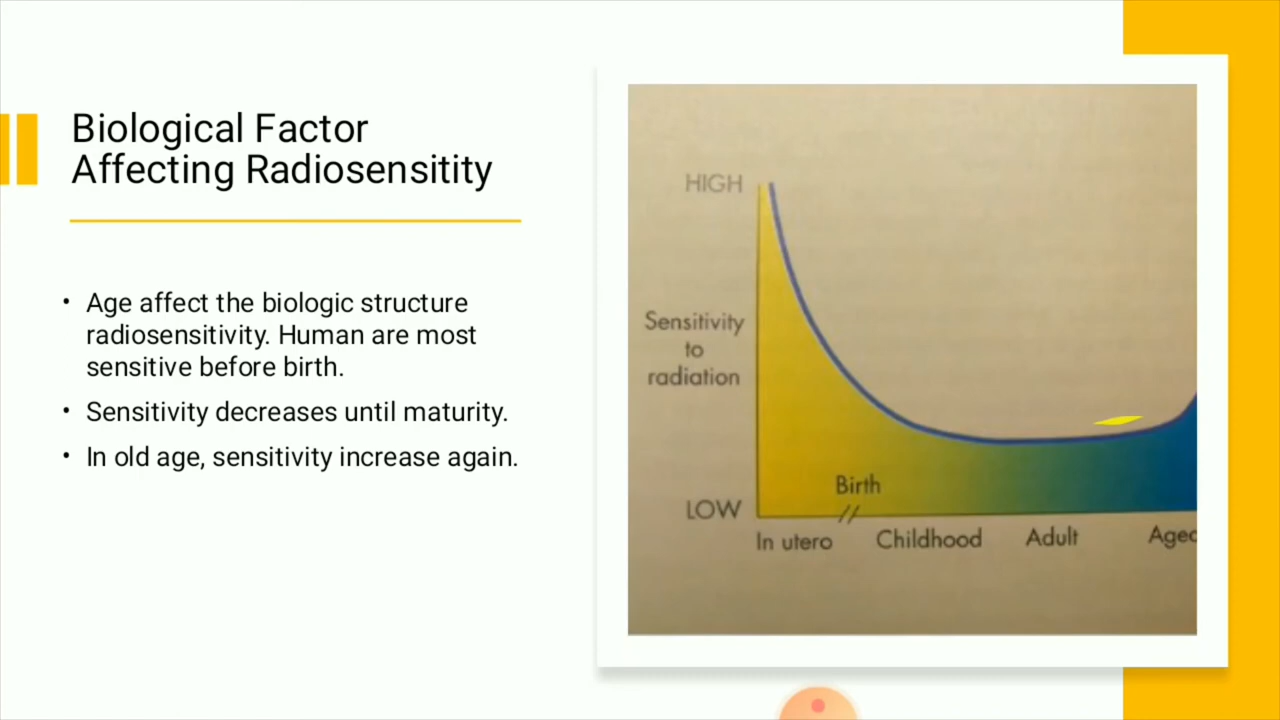 Biological Factor
Affecting Radiosensitity
• Age affect the biologic structure
radiosensitivity. Human are most
sensitive before birth.
• Sensitivity decreases until maturity.
• In old age, sensitivity increase again.
HIGH
Sensitivity
to
radiation
Birth
LOW
In utero Childhood Adult Aged